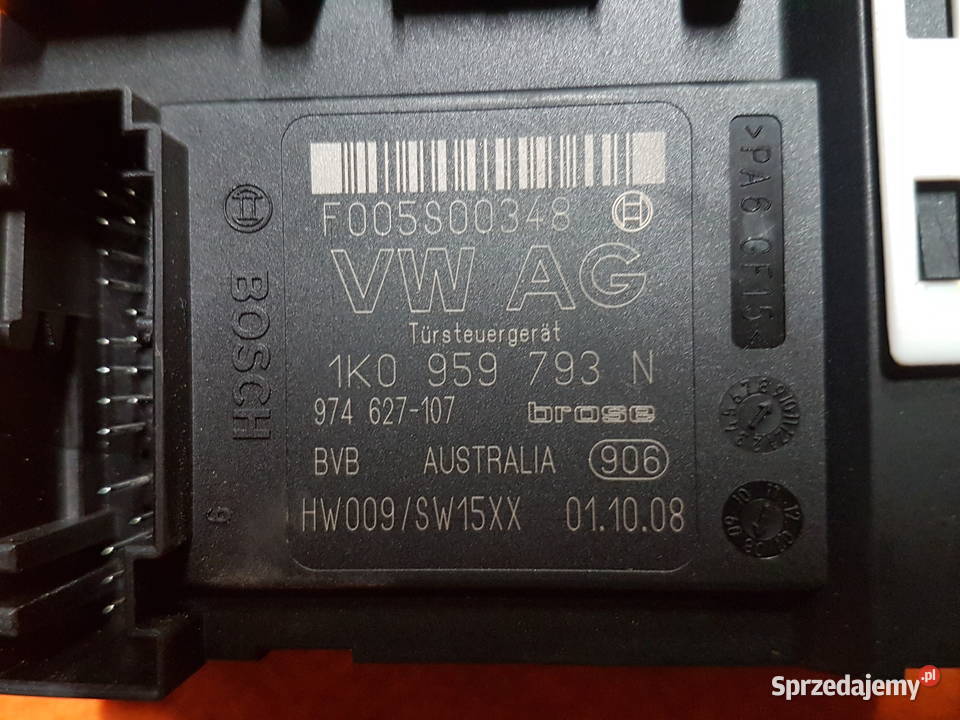 F005S00348
VW AG
Türsteuergerät
1K0 959 793 N
974 627-107 brose
BVB AUSTRALIA 906
HW009/SW15XX 01.10.08
BOSCH
9
>PA6 GF15<
Sprzedajemy.pl